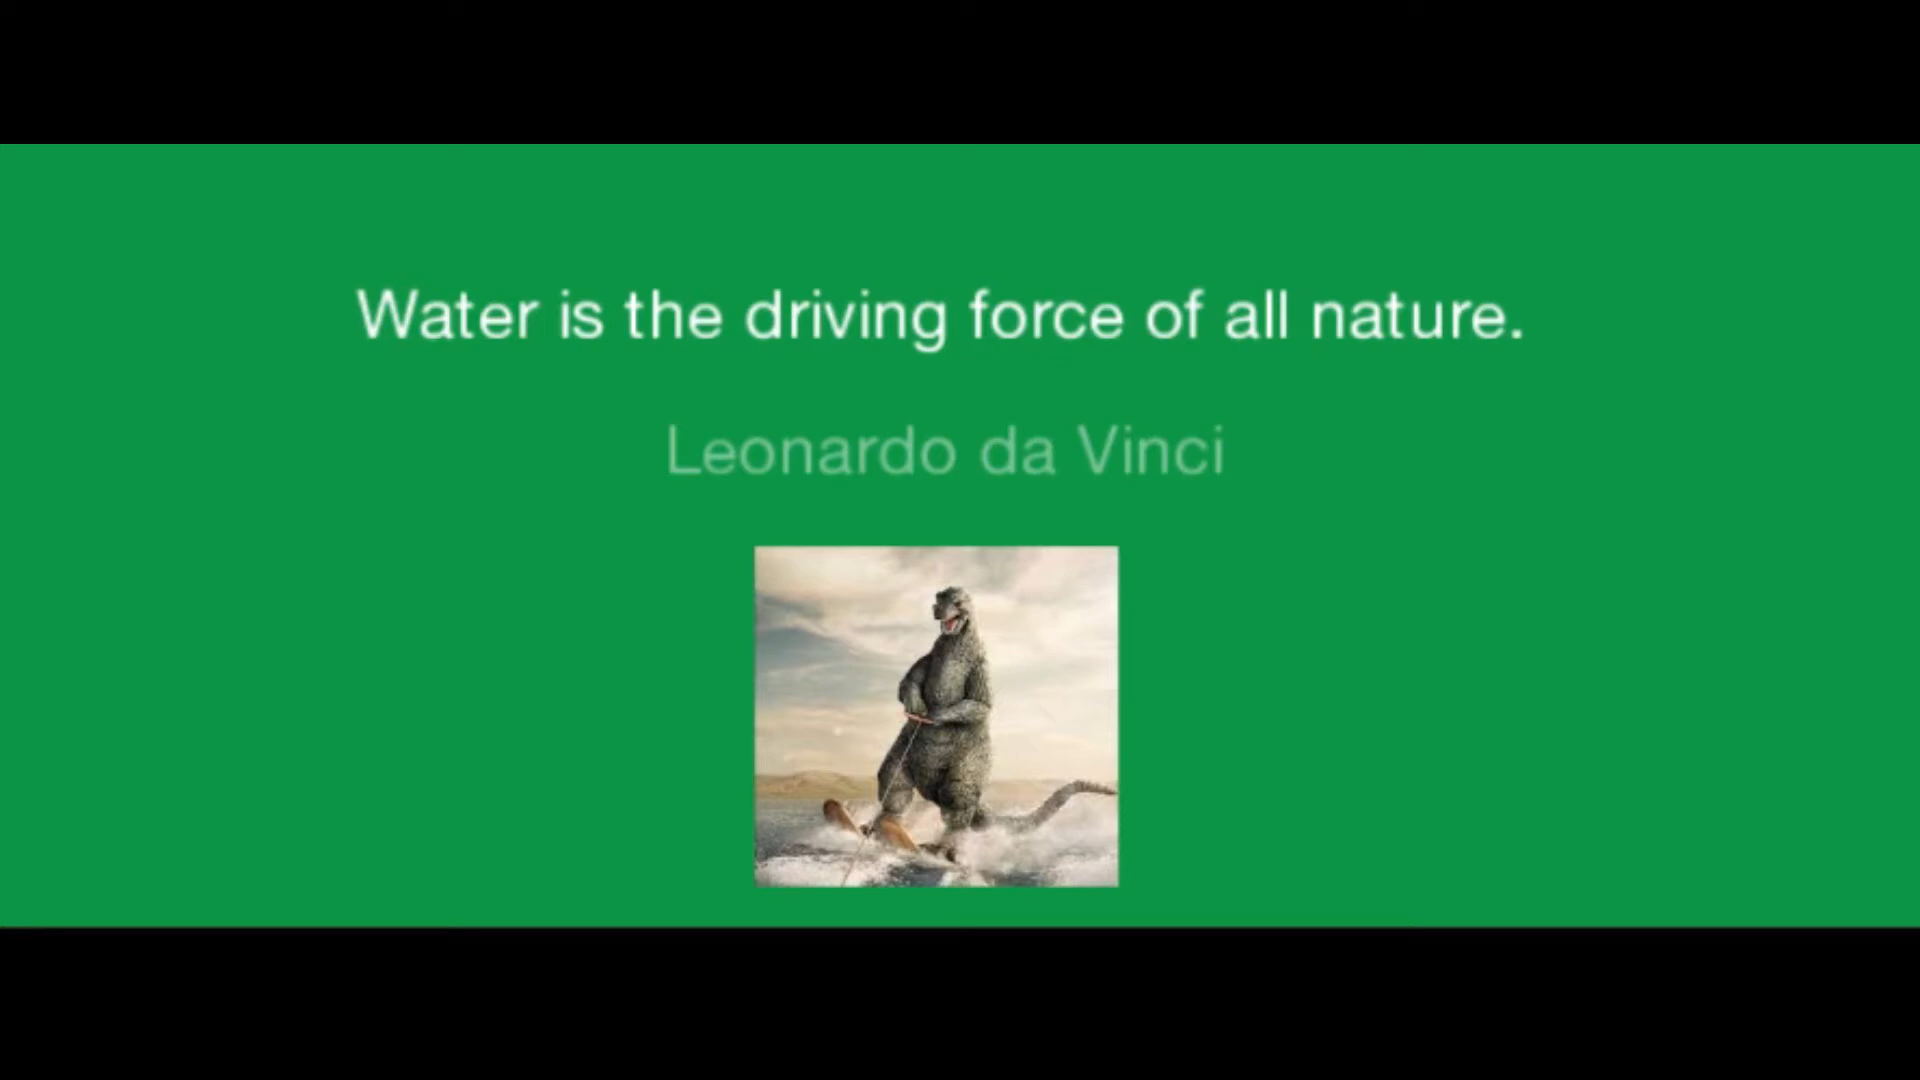 Water is the driving force of all nature.
Leonardo da Vinci